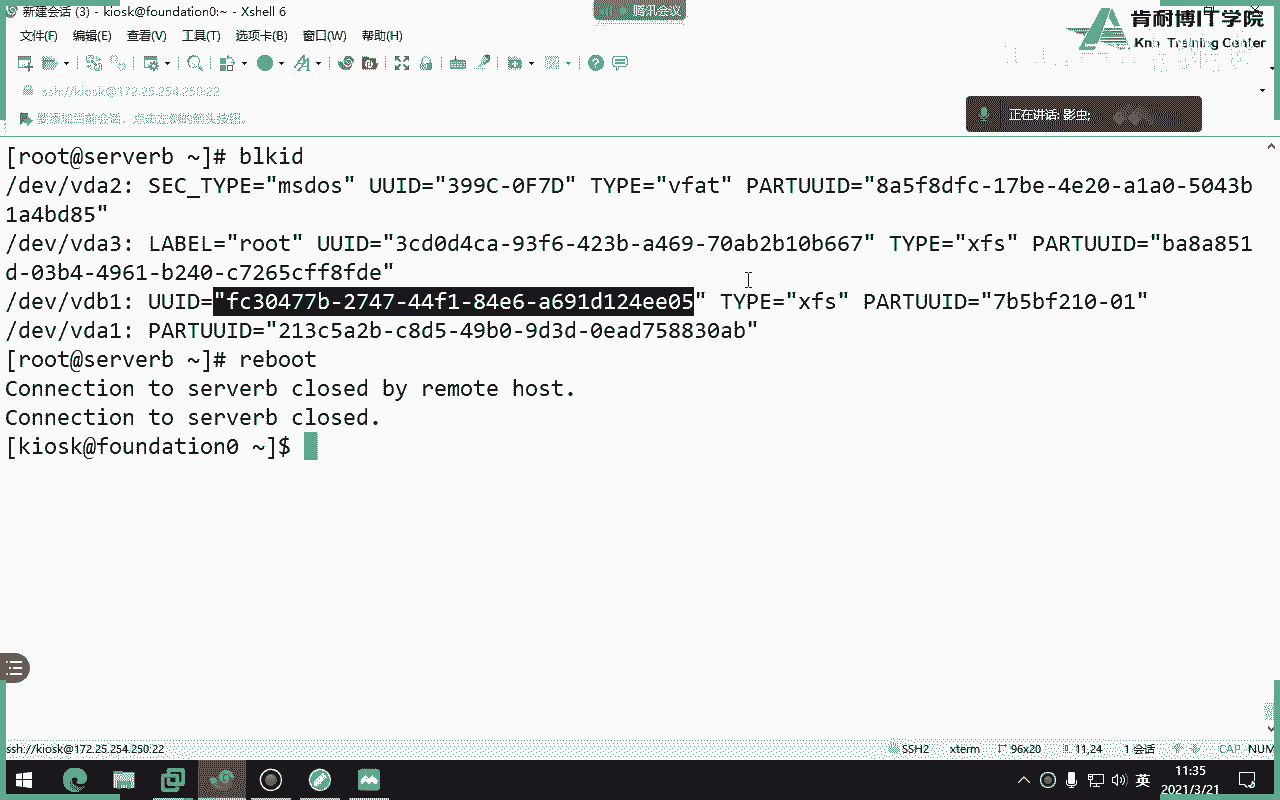 新建会话 (3) - kiosk@foundation0:~ - Xshell 6
腾讯会议
肯耐博IT学院
文件(F) 编辑(E) 查看(V) 工具(T) 选项卡(B) 窗口(W) 帮助(H)
Training Center
ssh://kiosk@172.25.254.250:22
要添加当前会话，点击左侧的箭头按钮。
正在讲话: 影虫;
[root@serverb ~]# blkid
/dev/vda2: SEC_TYPE="msdos" UUID="399C-0F7D" TYPE="vfat" PARTUUID="8a5f8dfc-17be-4e20-a1a0-5043b
1a4bd85"
/dev/vda3: LABEL="root" UUID="3cd0d4ca-93f6-423b-a469-70ab2b10b667" TYPE="xfs" PARTUUID="ba8a851
d-03b4-4961-b240-c7265cff8fde"
/dev/vdb1: UUID="fc30477b-2747-44f1-84e6-a691d124ee05" TYPE="xfs" PARTUUID="7b5bf210-01"
/dev/vda1: PARTUUID="213c5a2b-c8d5-49b0-9d3d-0ead758830ab"
[root@serverb ~]# reboot
Connection to serverb closed by remote host.
Connection to serverb closed.
[kiosk@foundation0 ~]$
ssh://kiosk@172.25.254.250:22 SSH2 xterm 96x20 11,24 1 会话 CAP NUM
英
11:35
2021/3/21